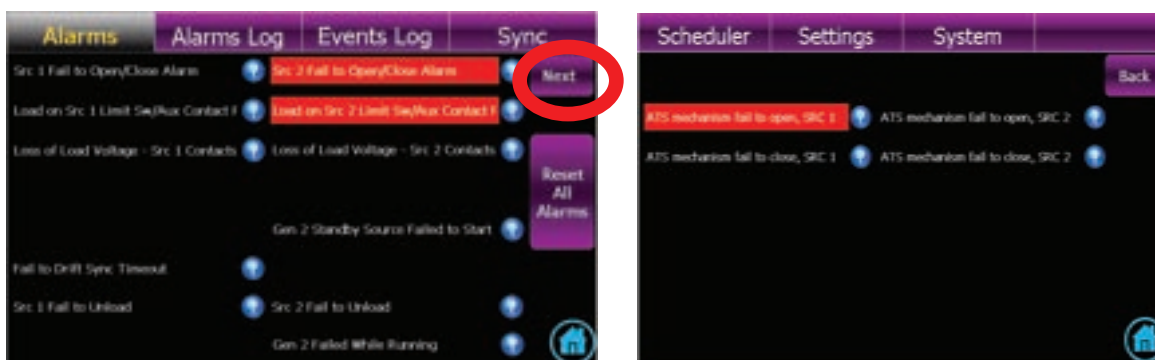 Alarms Alarms Log Events Log Sync
Src 1 Fail to Open/Close Alarm Src 2 Fail to Open/Close Alarm Next
Load on Src 1 Limit Sw/Aux Contact F Load on Src 2 Limit Sw/Aux Contact F
Loss of Load Voltage - Src 1 Contacts Loss of Load Voltage - Src 2 Contacts
Reset
All
Alarms
Gen 2 Standby Source Failed to Start
Fail to Drift Sync Timeout
Src 1 Fail to Unload Src 2 Fail to Unload
Gen 2 Failed While Running
Scheduler Settings System
Back
ATS mechanism fail to open, SRC 1 ATS mechanism fail to open, SRC 2
ATS mechanism fail to close, SRC 1 ATS mechanism fail to close, SRC 2